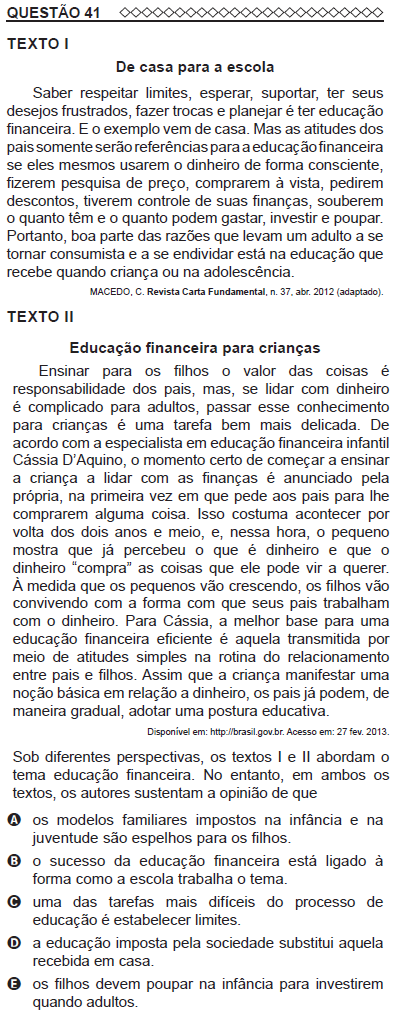 QUESTÃO 41
TEXTO I
De casa para a escola
Saber respeitar limites, esperar, suportar, ter seus
desejos frustrados, fazer trocas e planejar é ter educação
financeira. E o exemplo vem de casa. Mas as atitudes dos
pais somente serão referências para a educação financeira
se eles mesmos usarem o dinheiro de forma consciente,
fizerem pesquisa de preço, comprarem à vista, pedirem
descontos, tiverem controle de suas finanças, souberem
o quanto têm e o quanto podem gastar, investir e poupar.
Portanto, boa parte das razões que levam um adulto a se
tornar consumista e a se endividar está na educação que
recebe quando criança ou na adolescência.
MACEDO, C. Revista Carta Fundamental, n. 37, abr. 2012 (adaptado).
TEXTO II
Educação financeira para crianças
Ensinar para os filhos o valor das coisas é
responsabilidade dos pais, mas, se lidar com dinheiro
é complicado para adultos, passar esse conhecimento
para crianças é uma tarefa bem mais delicada. De
acordo com a especialista em educação financeira infantil
Cássia D'Aquino, o momento certo de começar a ensinar
a criança a lidar com as finanças é anunciado pela
própria, na primeira vez em que pede aos pais para lhe
comprarem alguma coisa. Isso costuma acontecer por
volta dos dois anos e meio, e, nessa hora, o pequeno
mostra que já percebeu o que é dinheiro e que o
dinheiro “compra” as coisas que ele pode vir a querer.
À medida que os pequenos vão crescendo, os filhos vão
convivendo com a forma com que seus pais trabalham
com o dinheiro. Para Cássia, a melhor base para uma
educação financeira eficiente é aquela transmitida por
meio de atitudes simples na rotina do relacionamento
entre pais e filhos. Assim que a criança manifestar uma
noção básica em relação a dinheiro, os pais já podem, de
maneira gradual, adotar uma postura educativa.
Disponível em: http://brasil.gov.br. Acesso em: 27 fev. 2013.
Sob diferentes perspectivas, os textos I e II abordam o
tema educação financeira. No entanto, em ambos os
textos, os autores sustentam a opinião de que
A os modelos familiares impostos na infância e na
juventude são espelhos para os filhos.
B o sucesso da educação financeira está ligado à
forma como a escola trabalha o tema.
C uma das tarefas mais difíceis do processo de
educação é estabelecer limites.
D a educação imposta pela sociedade substitui aquela
recebida em casa.
E os filhos devem poupar na infância para investirem
quando adultos.